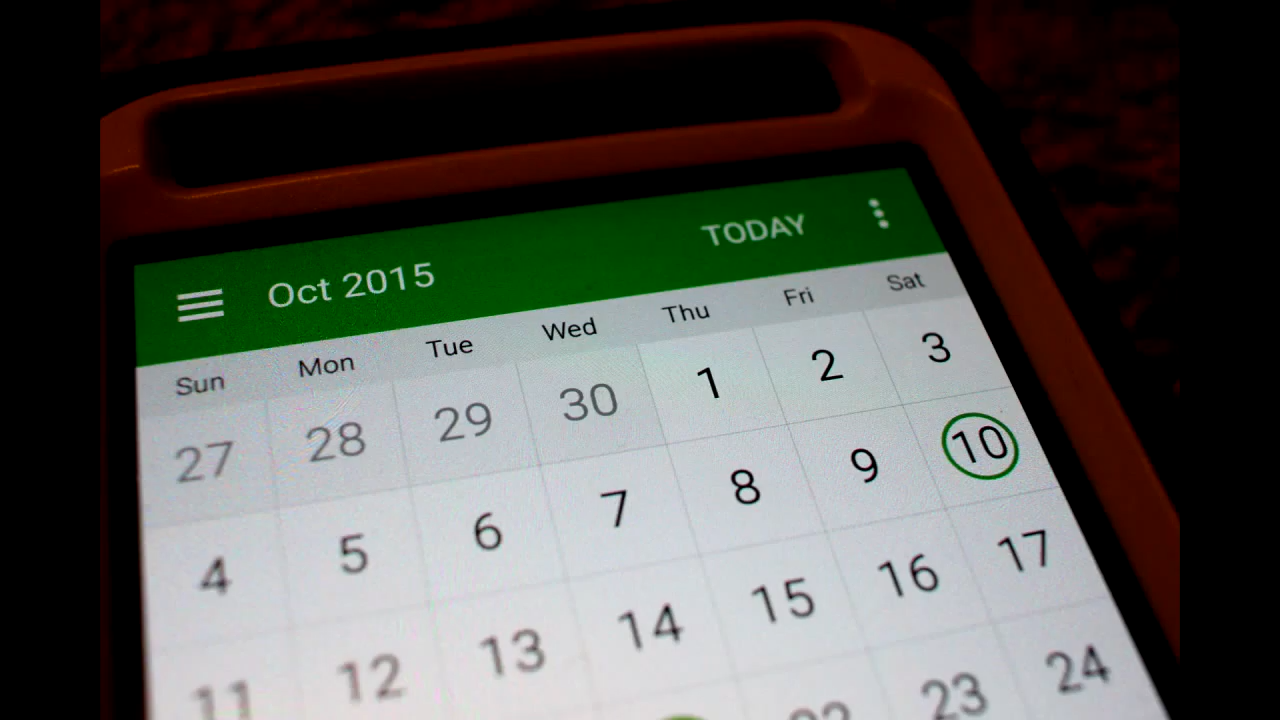 Oct 2015 TODAY
Sun Mon Tue Wed Thu Fri Sat
27 28 29 30 1 2 3
4 5 6 7 8 9 10
11 12 13 14 15 16 17
22 23 24